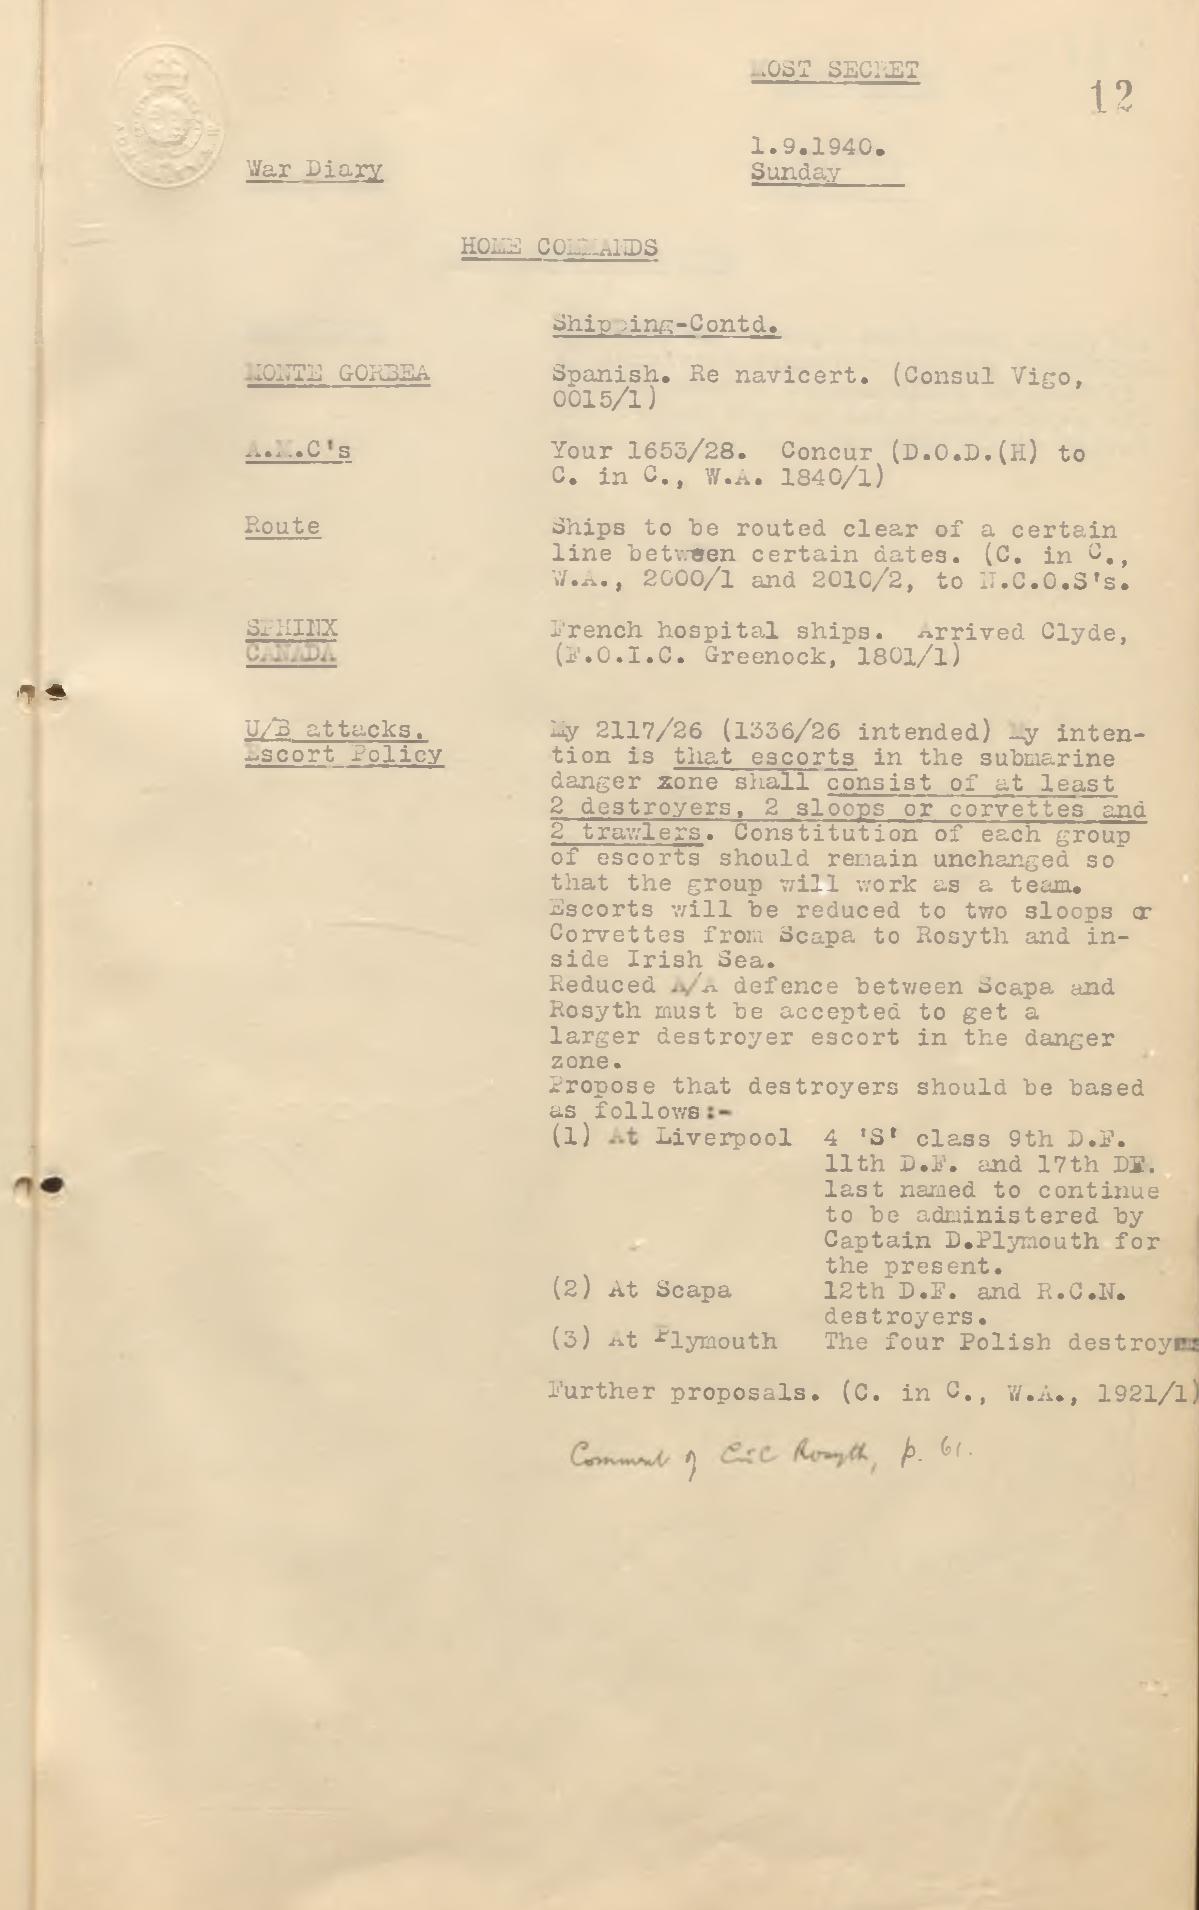 MOST SECRET
12
1.9.1940.
War Diary
Sunday
HOME COMMANDS
Shipping-Contd.
MONTE GORBEA Spanish. Re navicert. (Consul Vigo,
0015/1)
A.M.C's Your 1653/28. Concur (D.O.D.(H) to
C. in C., W.A. 1840/1)
Route Ships to be routed clear of a certain
line between certain dates. (C. in C.,
W.A., 2000/1 and 2010/2, to N.C.O.S's.
SPHINX French hospital ships. Arrived Clyde,
CANADA (F.O.I.C. Greenock, 1801/1)
U/B attacks. My 2117/26 (1336/26 intended) My inten-
Escort Policy tion is that escorts in the submarine
danger zone shall consist of at least
2 destroyers, 2 sloops or corvettes and
2 trawlers. Constitution of each group
of escorts should remain unchanged so
that the group will work as a team.
Escorts will be reduced to two sloops or
Corvettes from Scapa to Rosyth and in-
side Irish Sea.
Reduced A/A defence between Scapa and
Rosyth must be accepted to get a
larger destroyer escort in the danger
zone.
Propose that destroyers should be based
as follows:-
(1) At Liverpool 4 'S' class 9th D.F.
11th D.F. and 17th DF.
last named to continue
to be administered by
Captain D.Plymouth for
the present.
(2) At Scapa 12th D.F. and R.C.N.
destroyers.
(3) At Plymouth The four Polish
Further proposals. (C. in C., W.A., 1921/1)
Comment of CinC Rosyth, p. 61.